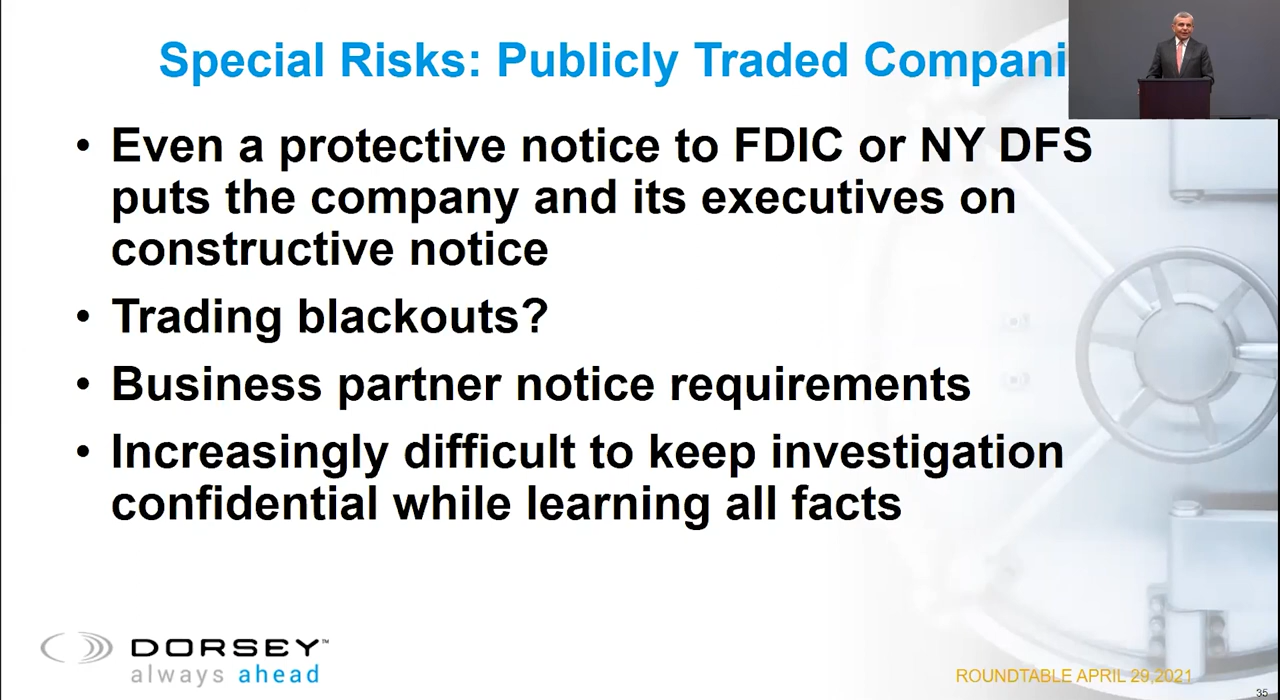 Special Risks: Publicly Traded Compani
• Even a protective notice to FDIC or NY DFS
puts the company and its executives on
constructive notice
• Trading blackouts?
• Business partner notice requirements
• Increasingly difficult to keep investigation
confidential while learning all facts
DORSEY™
always ahead
ROUNDTABLE APRIL 29,2021
35